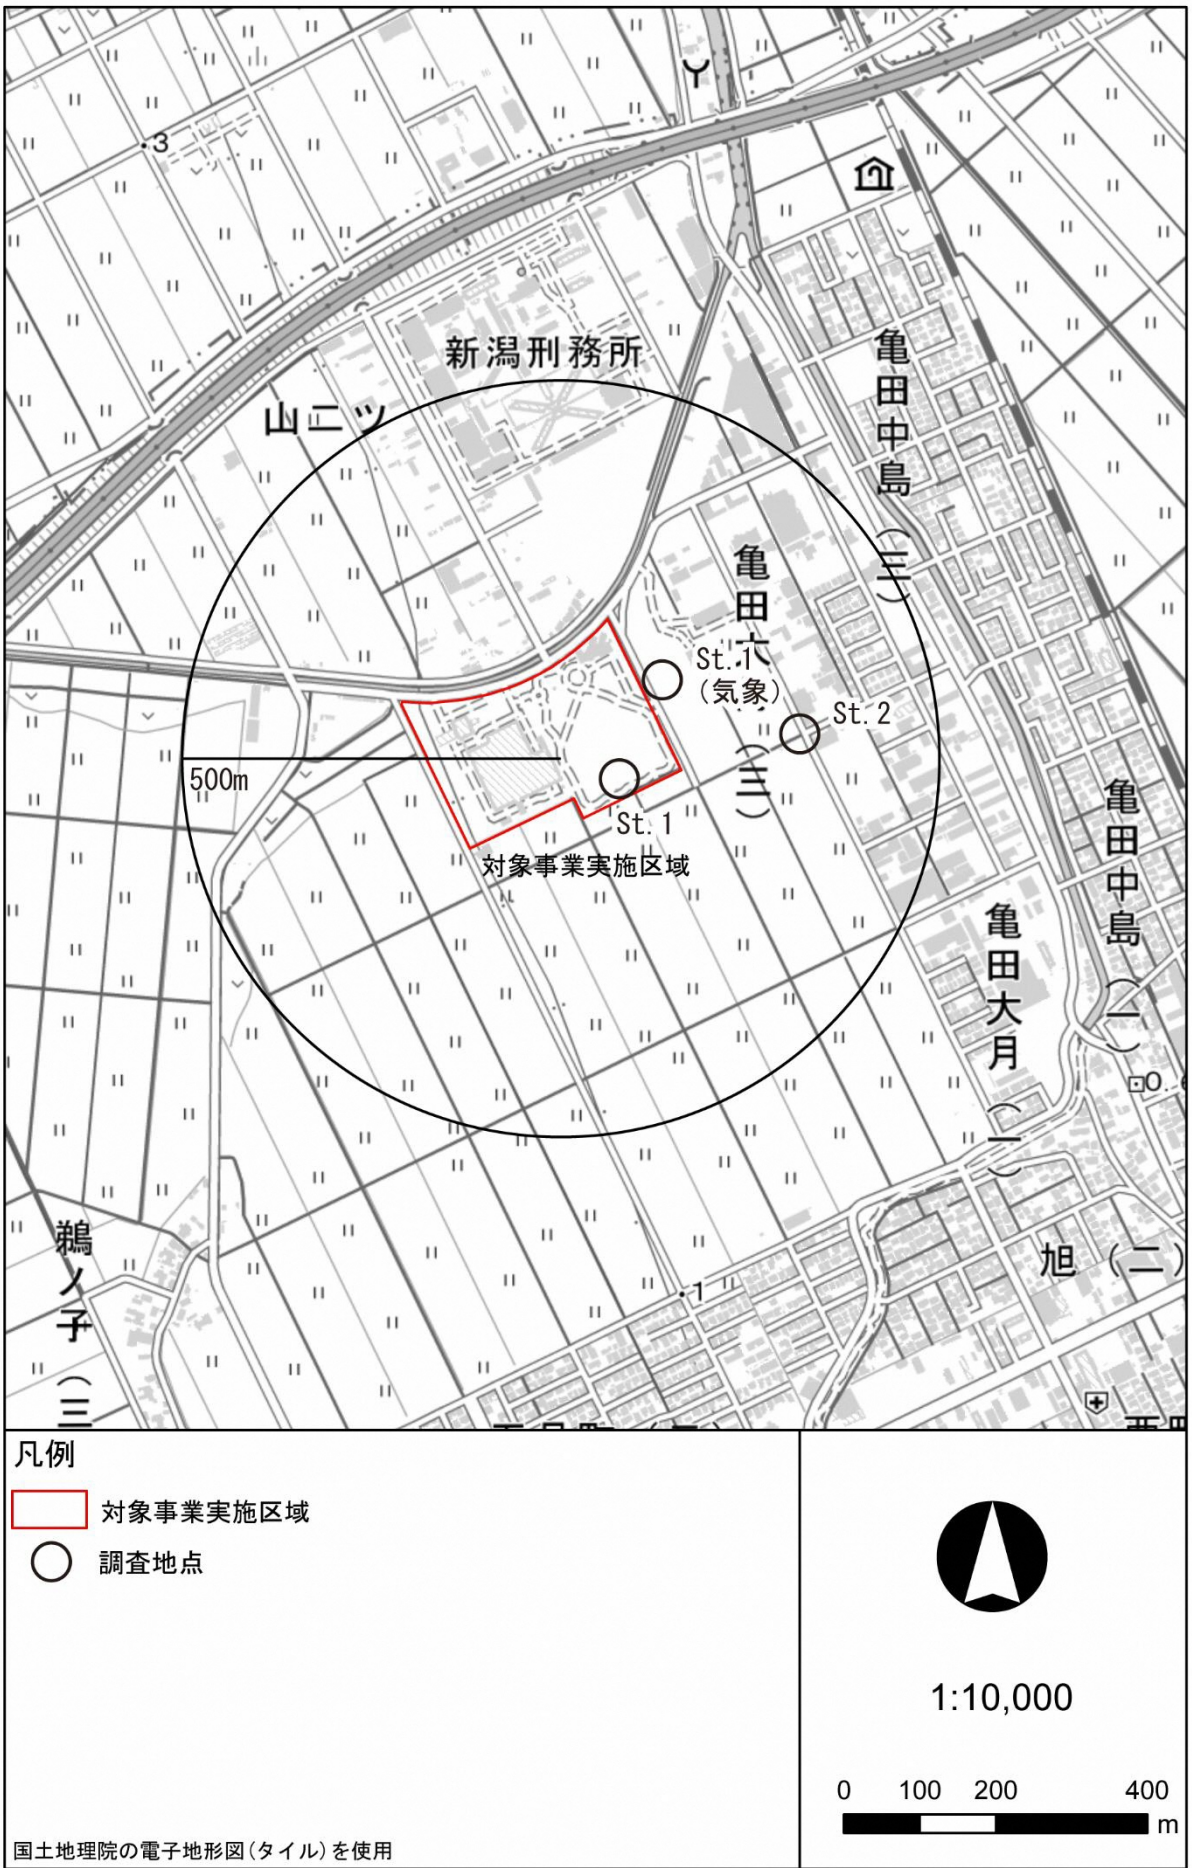 3
新潟刑務所
山二ツ
亀田中島(三)
St.1
(気象)
St.2
亀田大 (三)
500m
St.1
対象事業実施区域
亀田中島(一)
亀田大月(一)
0.
鵜ノ子(三
旭(二)
1
凡例
対象事業実施区域
調査地点
1:10,000
0 100 200 400
m
国土地理院の電子地形図(タイル)を使用